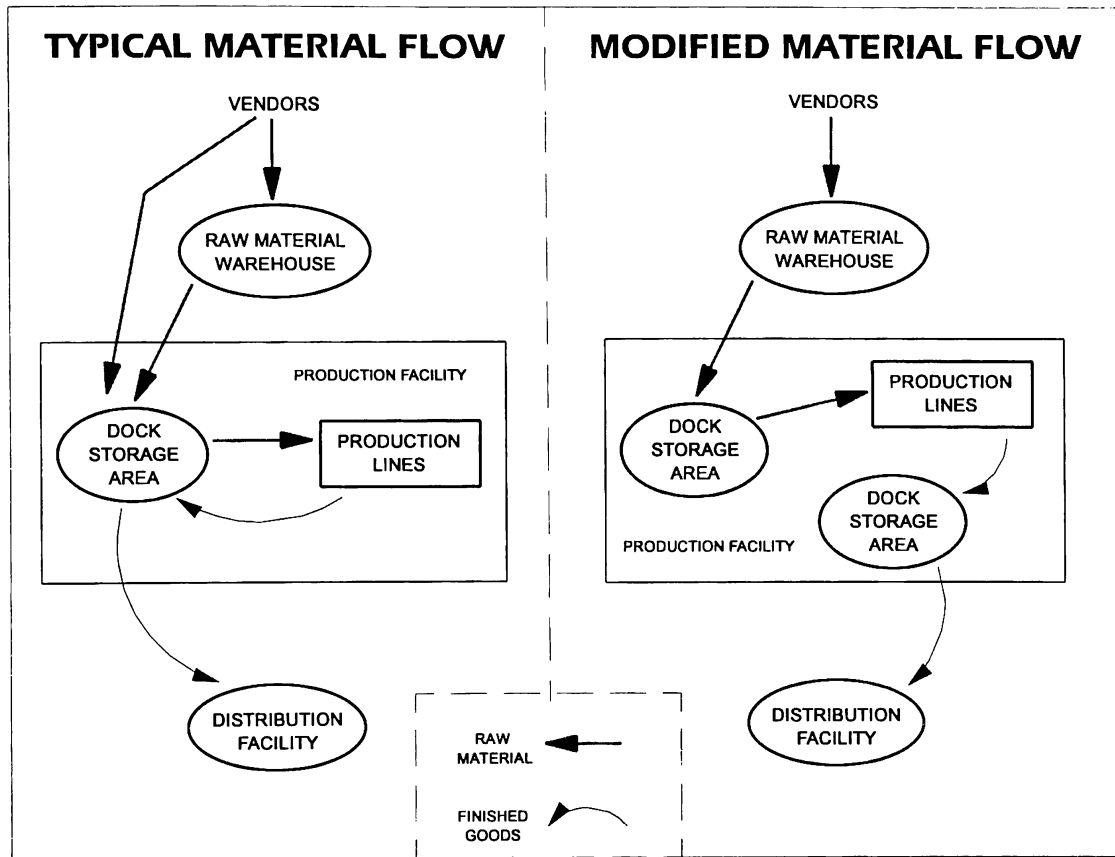 TYPICAL MATERIAL FLOW
VENDORS
RAW MATERIAL
WAREHOUSE
PRODUCTION FACILITY
DOCK
STORAGE
AREA
PRODUCTION
LINES
DISTRIBUTION
FACILITY
MODIFIED MATERIAL FLOW
VENDORS
RAW MATERIAL
WAREHOUSE
PRODUCTION
LINES
DOCK
STORAGE
AREA
DOCK
STORAGE
AREA
PRODUCTION FACILITY
DISTRIBUTION
FACILITY
RAW
MATERIAL
FINISHED
GOODS